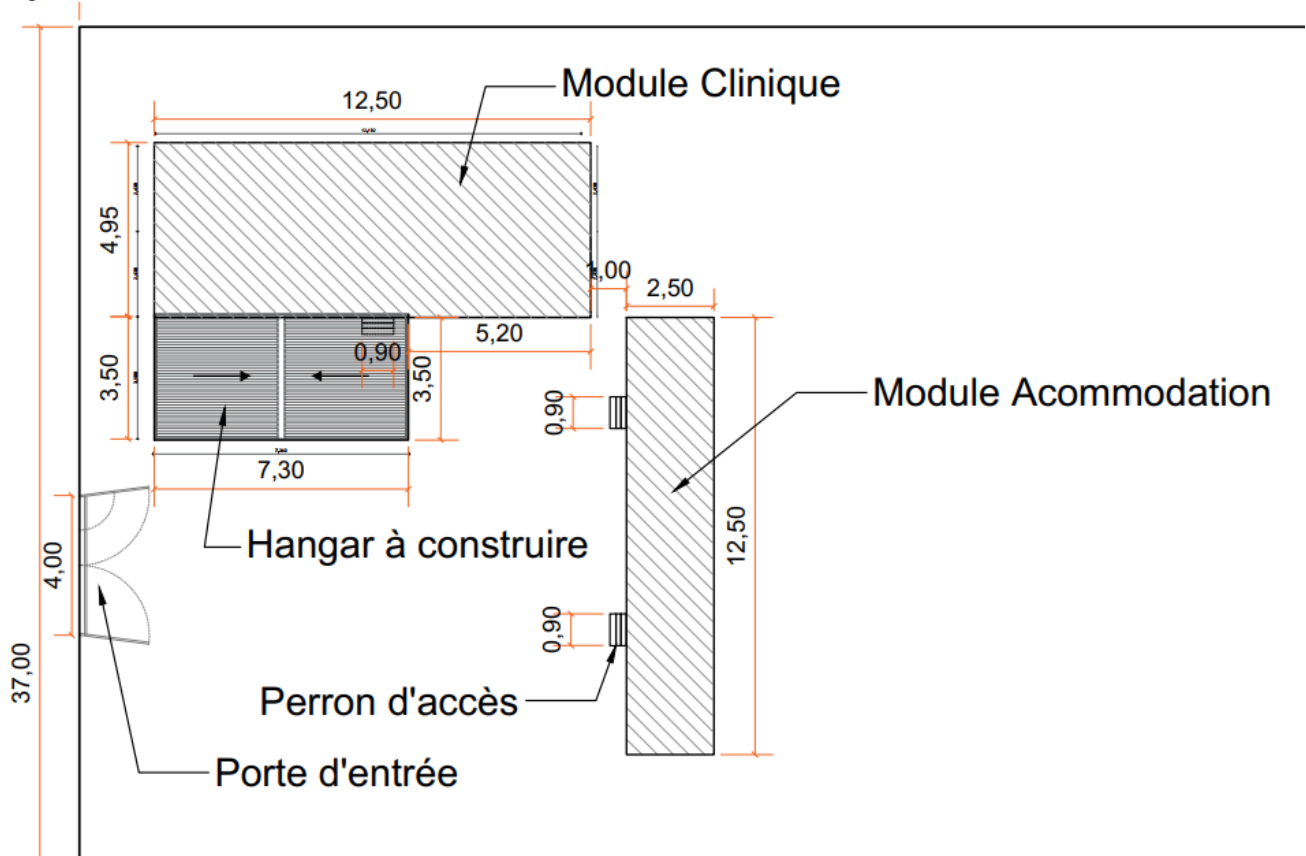 Module Clinique
12,50
4,95
1,00
2,50
5,20
0,90
3,50
3,50
Module Acommodation
0,90
7,30
12,50
Hangar à construire
4,00
0,90
37,00
Perron d'accès
Porte d'entrée